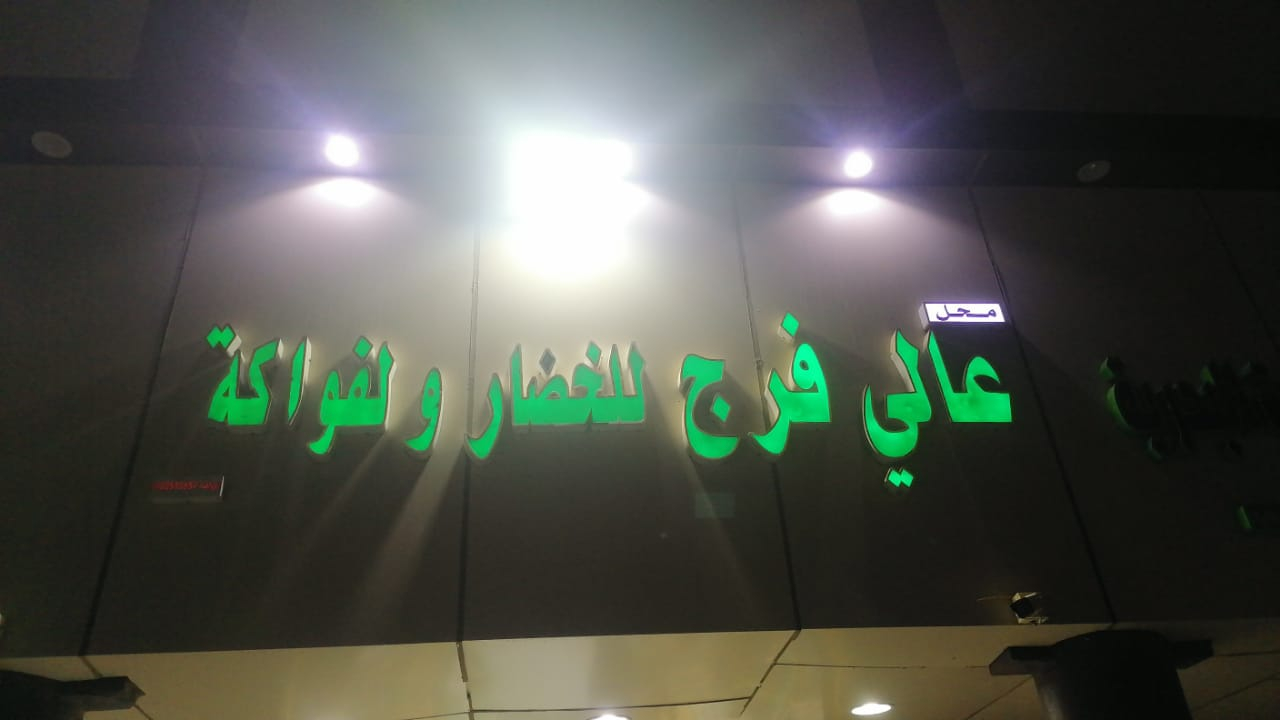 محل
عالي فرج للخضار و لفواكة